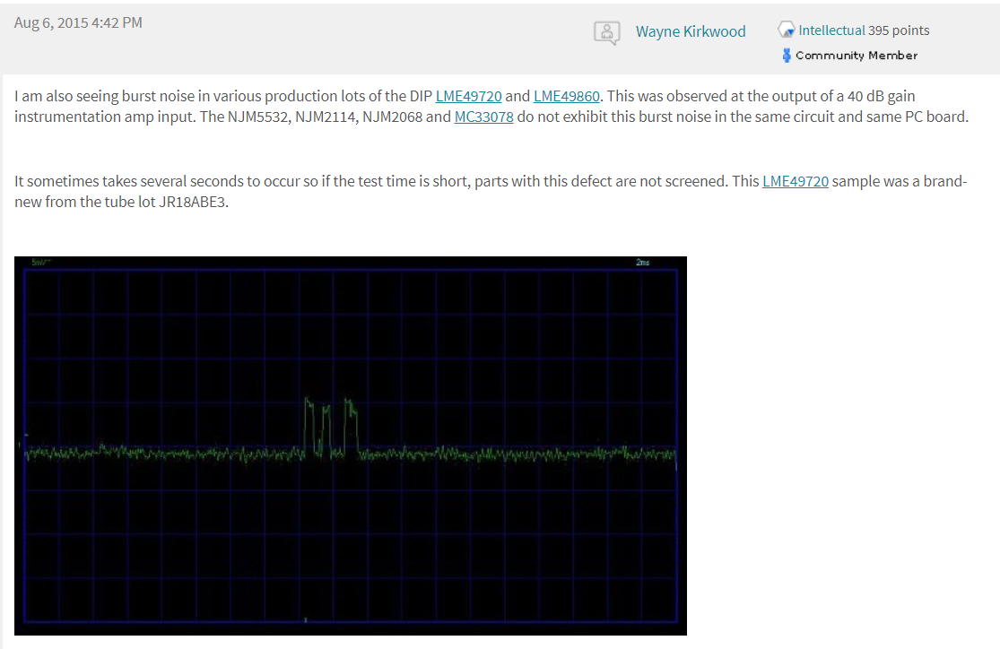 Aug 6, 2015 4:42 PM
Wayne Kirkwood
Intellectual 395 points
Community Member
I am also seeing burst noise in various production lots of the DIP LME49720 and LME49860. This was observed at the output of a 40 dB gain
instrumentation amp input. The NJM5532, NJM2114, NJM2068 and MC33078 do not exhibit this burst noise in the same circuit and same PC board.
It sometimes takes several seconds to occur so if the test time is short, parts with this defect are not screened. This LME49720 sample was a brand-
new from the tube lot JR18ABE3.
2ms